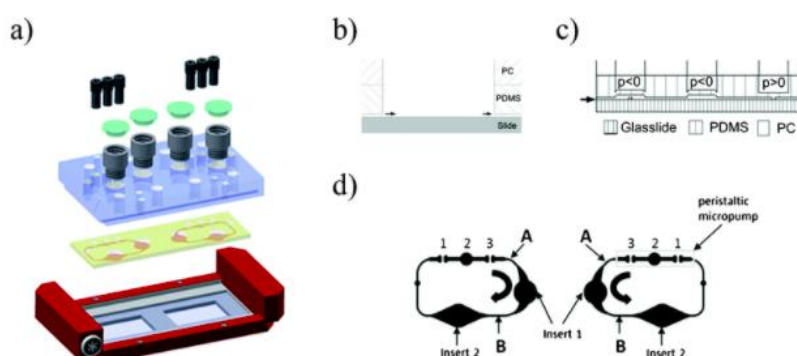 a)
b)
PC
PDMS
Slide
c)
p<0 p<0 p>0
Glasslide PDMS PC
d)
peristaltic
micropump
1 2 3 A A 3 2 1
Insert 1
Insert 2 B B Insert 2